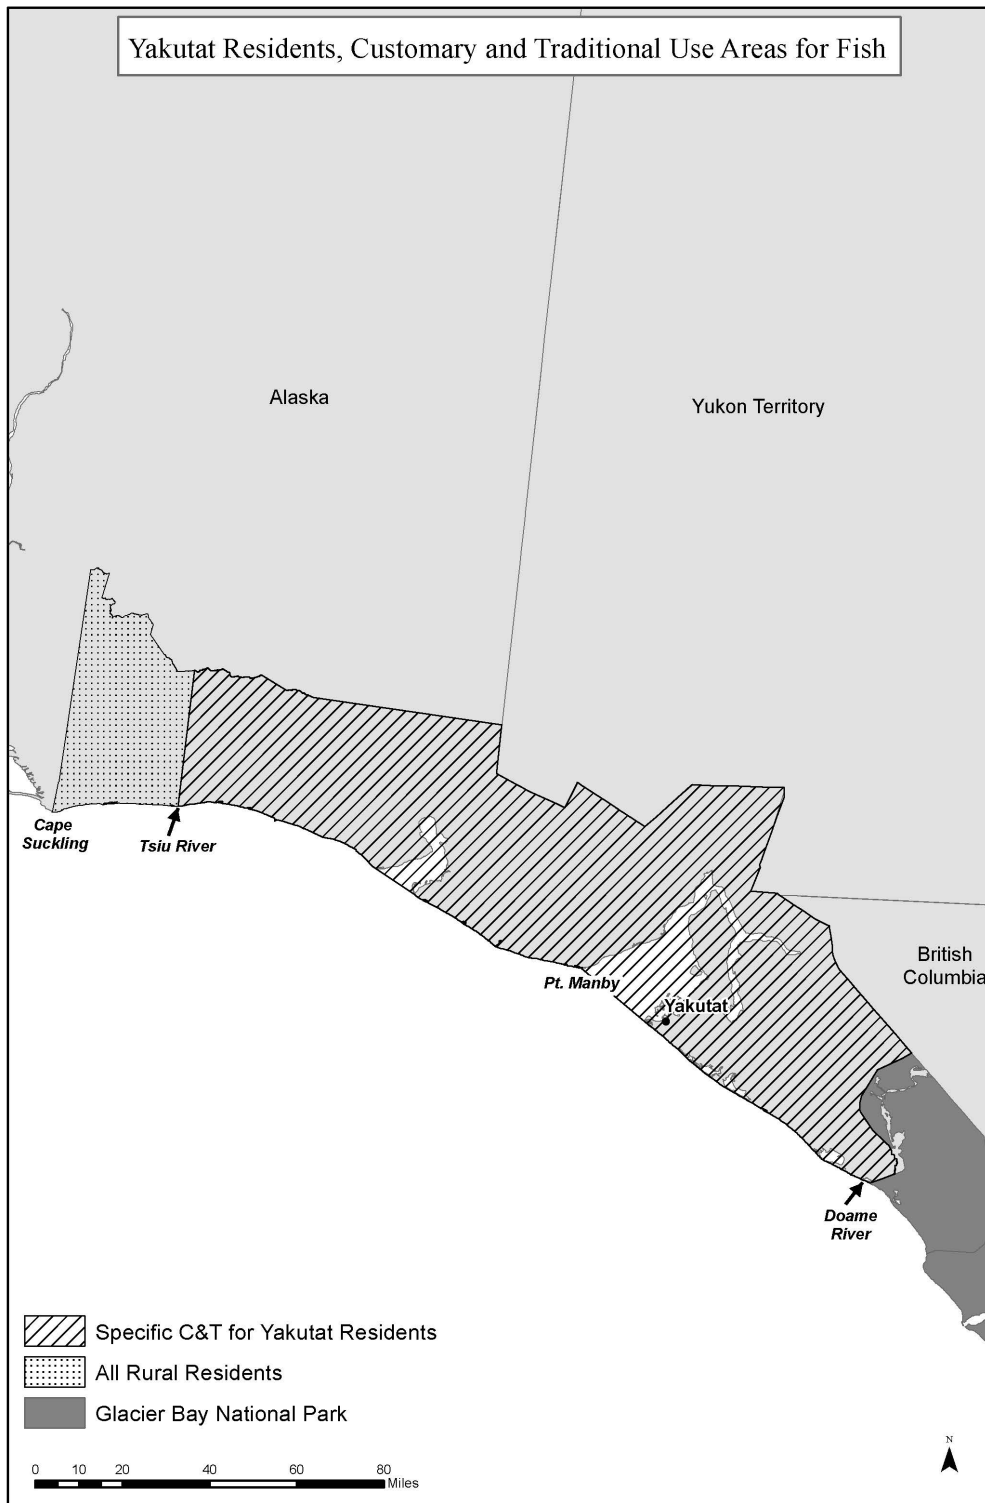 Yakutat Residents, Customary and Traditional Use Areas for Fish
Alaska
Yukon Territory
Cape
Suckling
Tsiu River
British
Columbia
Pt. Manby
Yakutat
Doame
River
Specific C&T for Yakutat Residents
All Rural Residents
Glacier Bay National Park
0 10 20 40 60 80
Miles
N